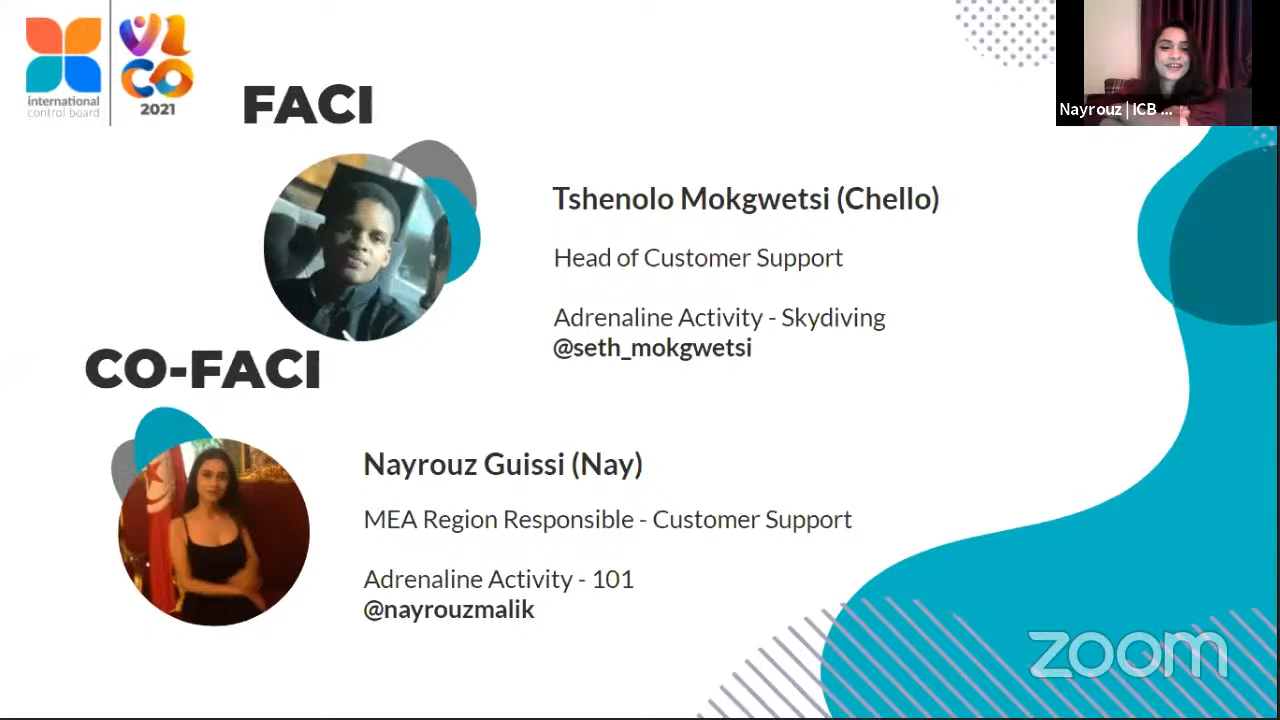 international
control board
VLCO
2021
FACI
Nayrouz | ICB ...
Tshenolo Mokgwetsi (Chello)
Head of Customer Support
Adrenaline Activity - Skydiving
@seth_mokgwetsi
CO-FACI
Nayrouz Guissi (Nay)
MEA Region Responsible - Customer Support
Adrenaline Activity - 101
@nayrouzmalik
zoom